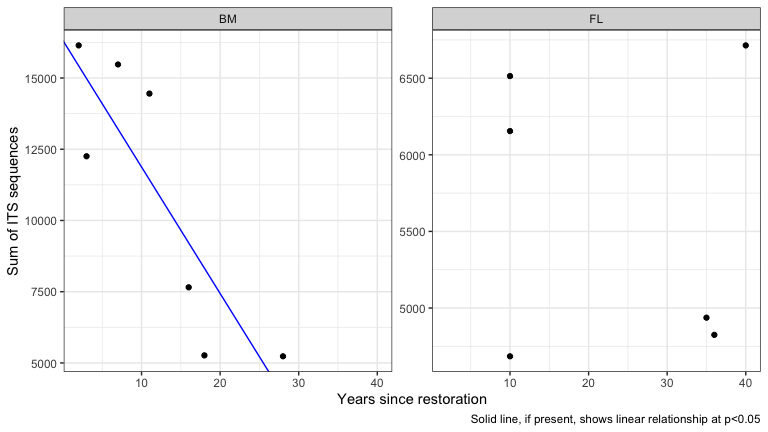 BM
FL
Sum of ITS sequences
15000
12500
10000
7500
5000
6500
6000
5500
5000
10 20 30 40
10 20 30 40
Years since restoration
Solid line, if present, shows linear relationship at p<0.05